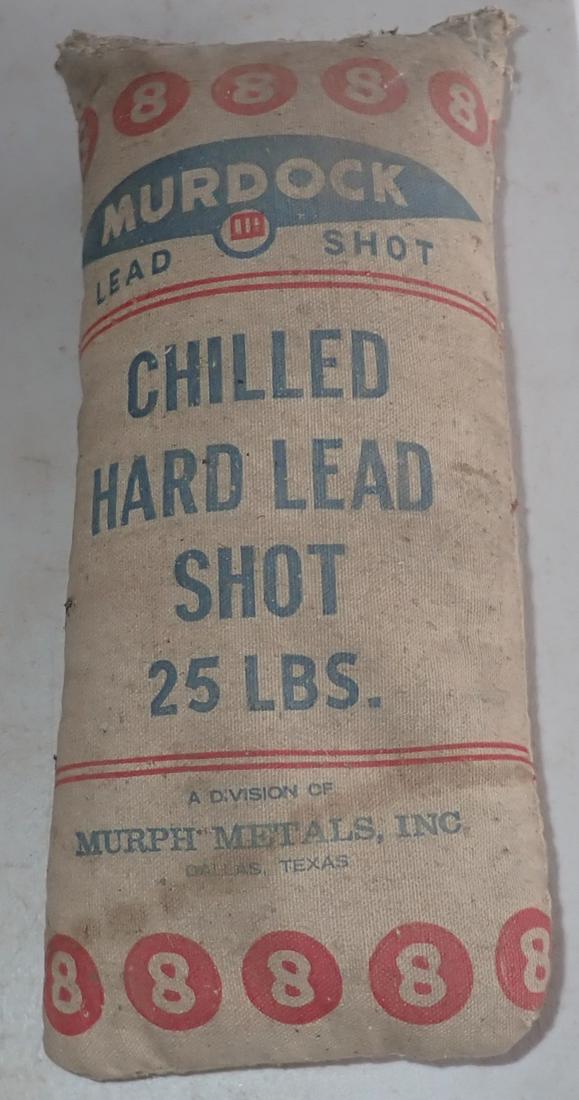 8 8 8 8
MURDOCK
LEAD SHOT
CHILLED
HARD LEAD
SHOT
25 LBS.
A DIVISION OF
MURPH METALS, INC
DALLAS, TEXAS
8 8 8 8 8